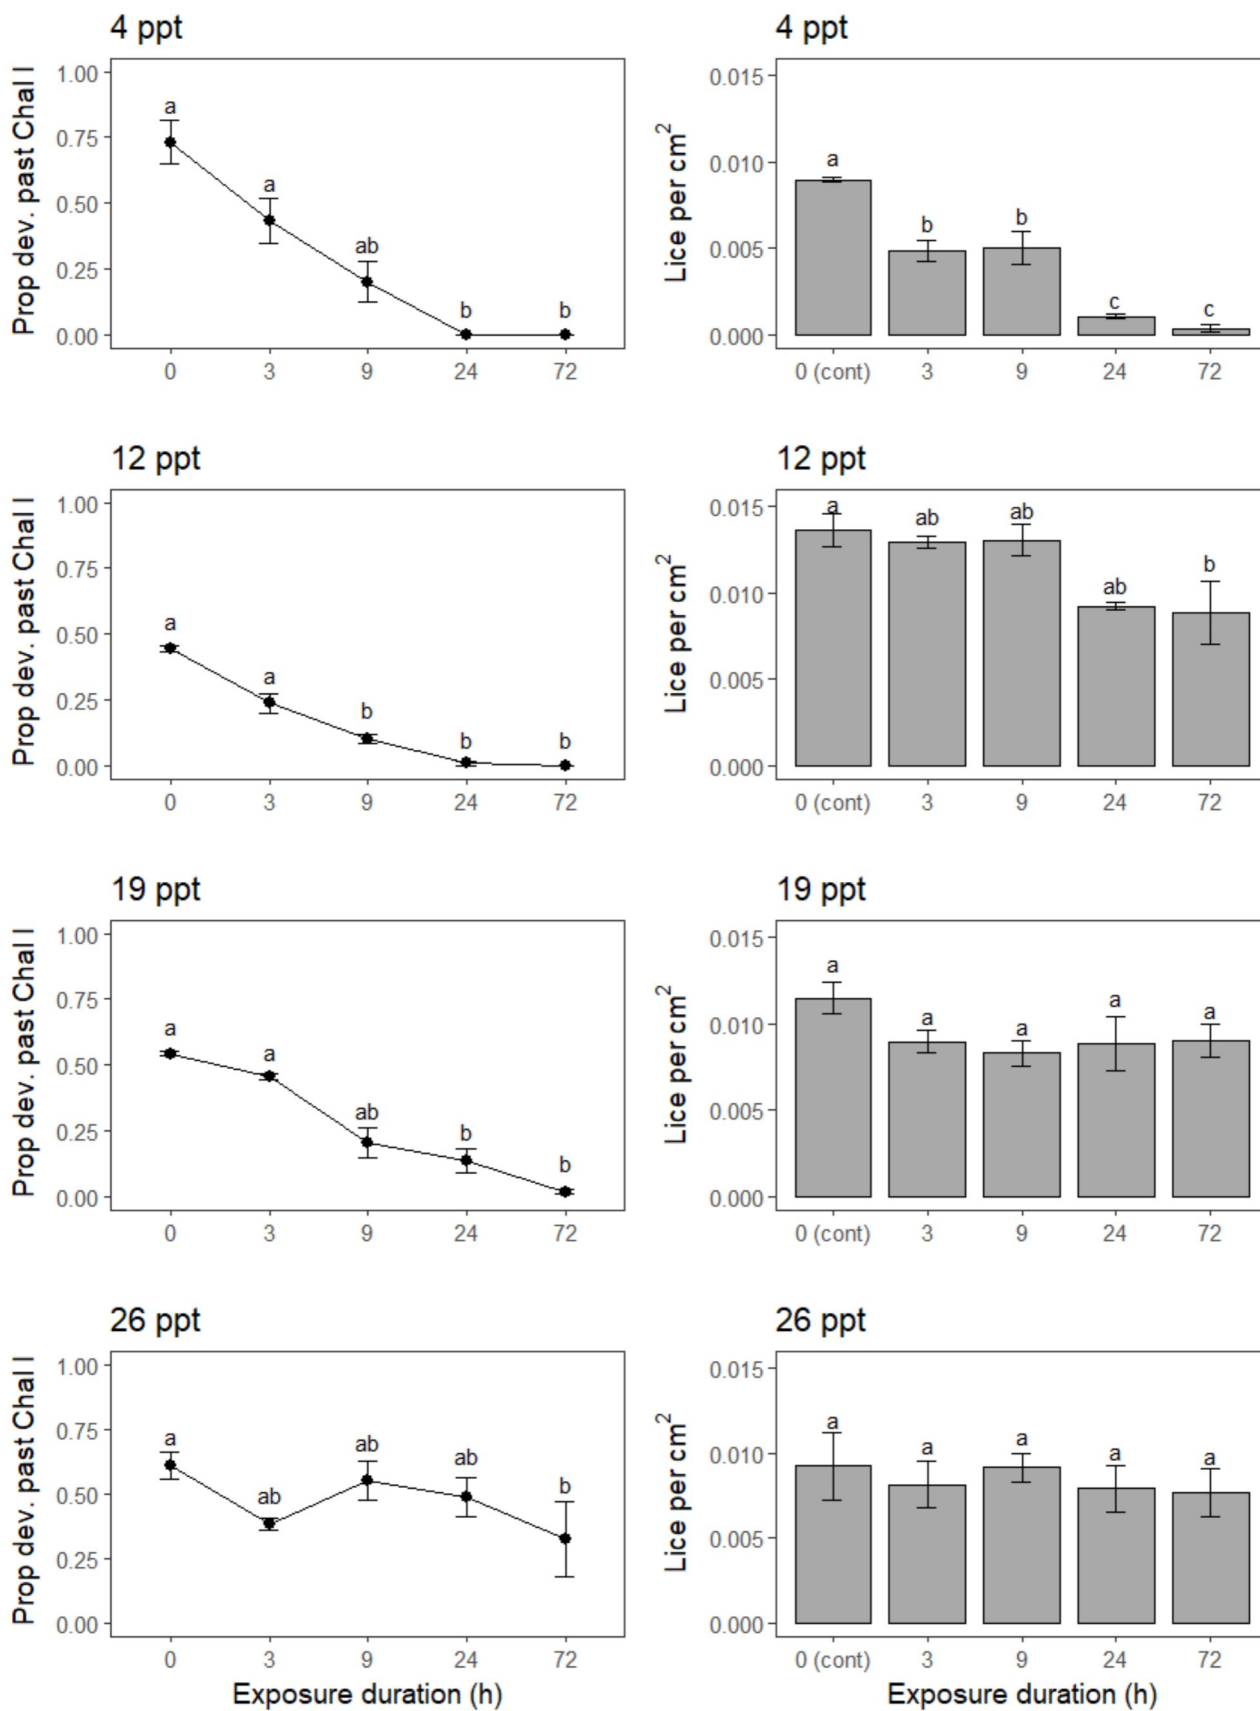 4 ppt
Prop dev. past Chal I
1.00
0.75
0.50
0.25
0.00
a
a
ab
b
b
0
3
9
24
72
4 ppt
Lice per cm²
0.015
0.010
0.005
0.000
a
b
b
c
c
0 (cont)
3
9
24
72
12 ppt
Prop dev. past Chal I
1.00
0.75
0.50
0.25
0.00
a
a
b
b
b
0
3
9
24
72
12 ppt
Lice per cm²
0.015
0.010
0.005
0.000
a
ab
ab
ab
b
0 (cont)
3
9
24
72
19 ppt
Prop dev. past Chal I
1.00
0.75
0.50
0.25
0.00
a
a
ab
b
b
0
3
9
24
72
19 ppt
Lice per cm²
0.015
0.010
0.005
0.000
a
a
a
a
a
0 (cont)
3
9
24
72
26 ppt
Prop dev. past Chal I
1.00
0.75
0.50
0.25
0.00
a
ab
ab
ab
b
0
3
9
24
72
Exposure duration (h)
26 ppt
Lice per cm²
0.015
0.010
0.005
0.000
a
a
a
a
a
0 (cont)
3
9
24
72
Exposure duration (h)